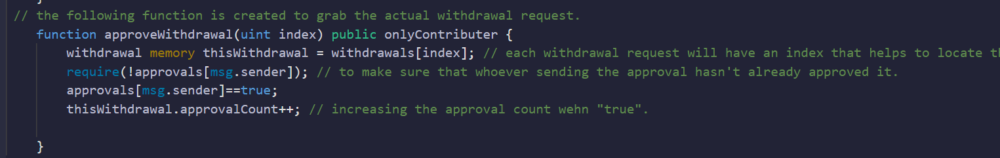 }
// the following function is created to grab the actual withdrawal request.
function approveWithdrawal(uint index) public onlyContributer {
withdrawal memory thisWithdrawal = withdrawals[index]; // each withdrawal request will have an index that helps to locate
require(!approvals[msg.sender]); // to make sure that whoever sending the approval hasn't already approved it.
approvals[msg.sender]==true;
thisWithdrawal.approvalCount++; // increasing the approval count wehn "true".
}